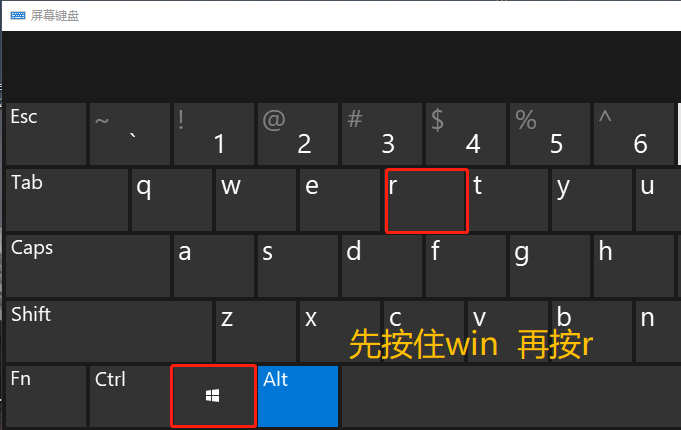 屏幕键盘
Esc ~ ` ! 1 @ 2 # 3 $ 4 % 5 ^ 6
Tab q w e r t y u
Caps a s d f g h
Shift z x c v b n
先按住win 再按r
Fn Ctrl Alt